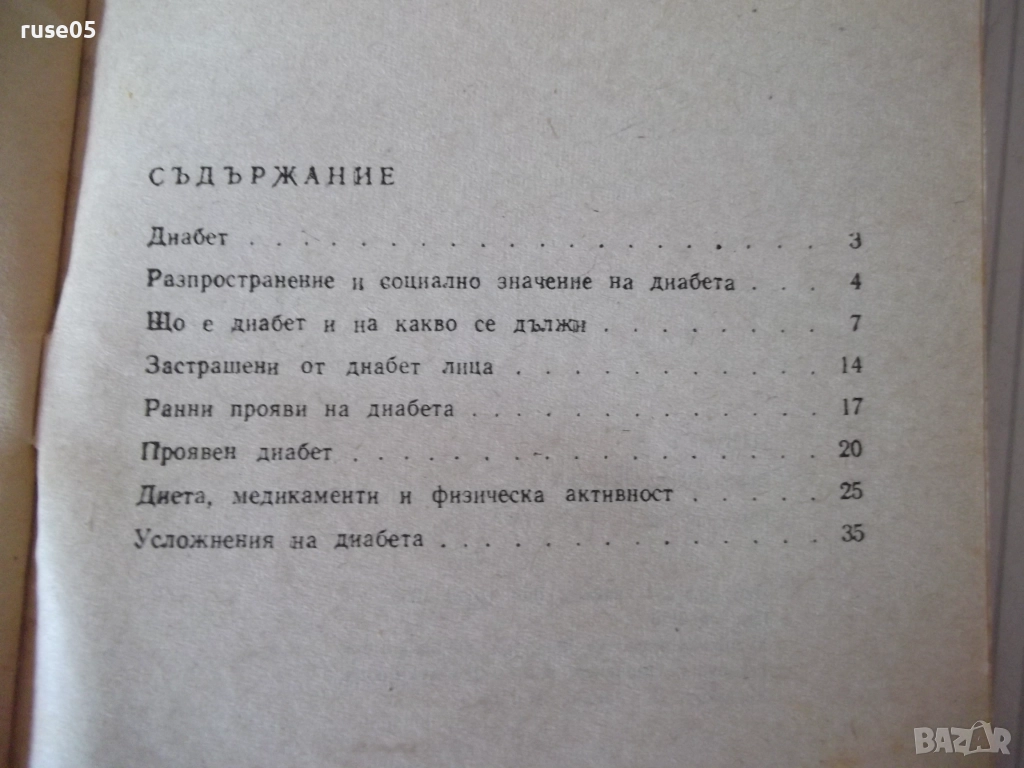 ruse05
СЪДЪРЖАНИЕ
Диабет . . . . . . . . . . . . . . . . . . . 3
Разпространение и социално значение на диабета . . . 4
Що е диабет и на какво се дължи . . . . . . . . 7
Застрашени от диабет лица . . . . . . . . . . 14
Ранни прояви на диабета . . . . . . . . . . . 17
Проявен диабет . . . . . . . . . . . . . . 20
Диета, медикаменти и физическа активност . . . . . 25
Усложнения на диабета . . . . . . . . . . . . 35
BAZAR